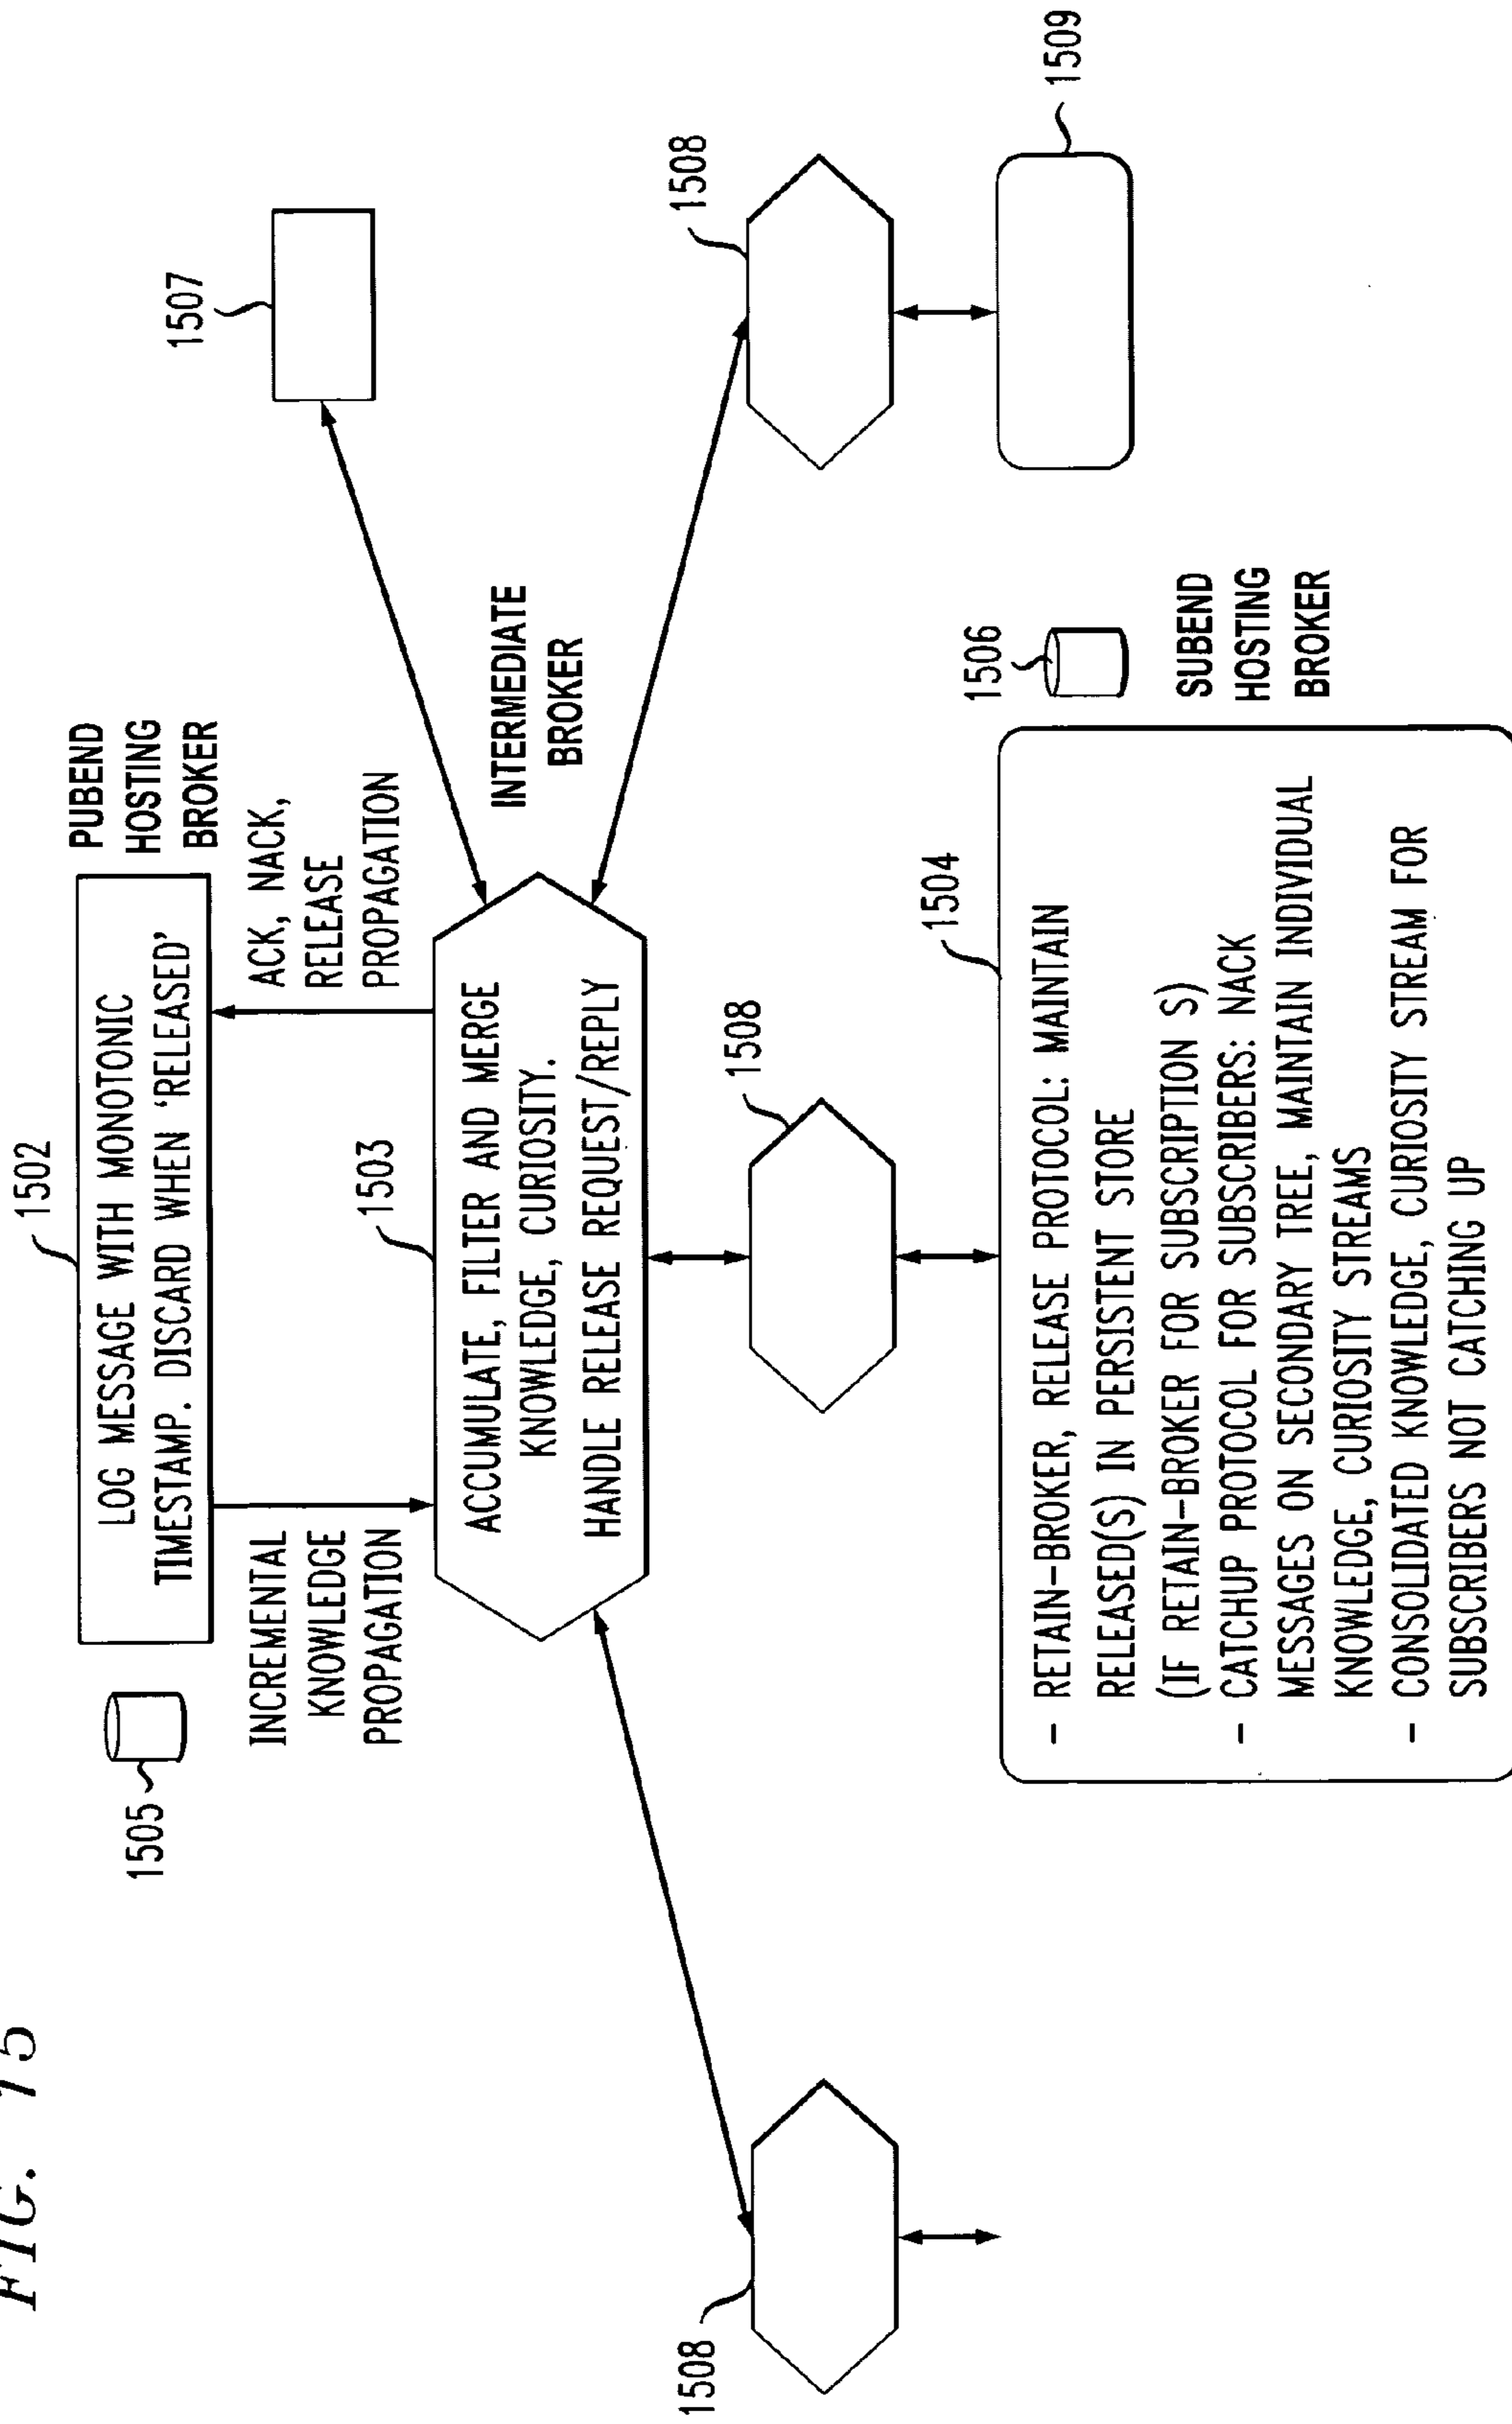 FIG. 15
1502
PUBEND
HOSTING
BROKER
1505
LOG MESSAGE WITH MONOTONIC
TIMESTAMP. DISCARD WHEN 'RELEASED'
1507
INCREMENTAL
KNOWLEDGE
PROPAGATION
ACK, NACK,
RELEASE
PROPAGATION
1503
ACCUMULATE, FILTER AND MERGE
KNOWLEDGE, CURIOSITY.
HANDLE RELEASE REQUEST/REPLY
INTERMEDIATE
BROKER
1508
1508
1508
1504
1506
1509
- RETAIN-BROKER, RELEASE PROTOCOL: MAINTAIN
RELEASED(S) IN PERSISTENT STORE
(IF RETAIN-BROKER FOR SUBSCRIPTION S)
- CATCHUP PROTOCOL FOR SUBSCRIBERS: NACK
MESSAGES ON SECONDARY TREE, MAINTAIN INDIVIDUAL
KNOWLEDGE, CURIOSITY STREAMS
- CONSOLIDATED KNOWLEDGE, CURIOSITY STREAM FOR
SUBSCRIBERS NOT CATCHING UP
SUBEND
HOSTING
BROKER